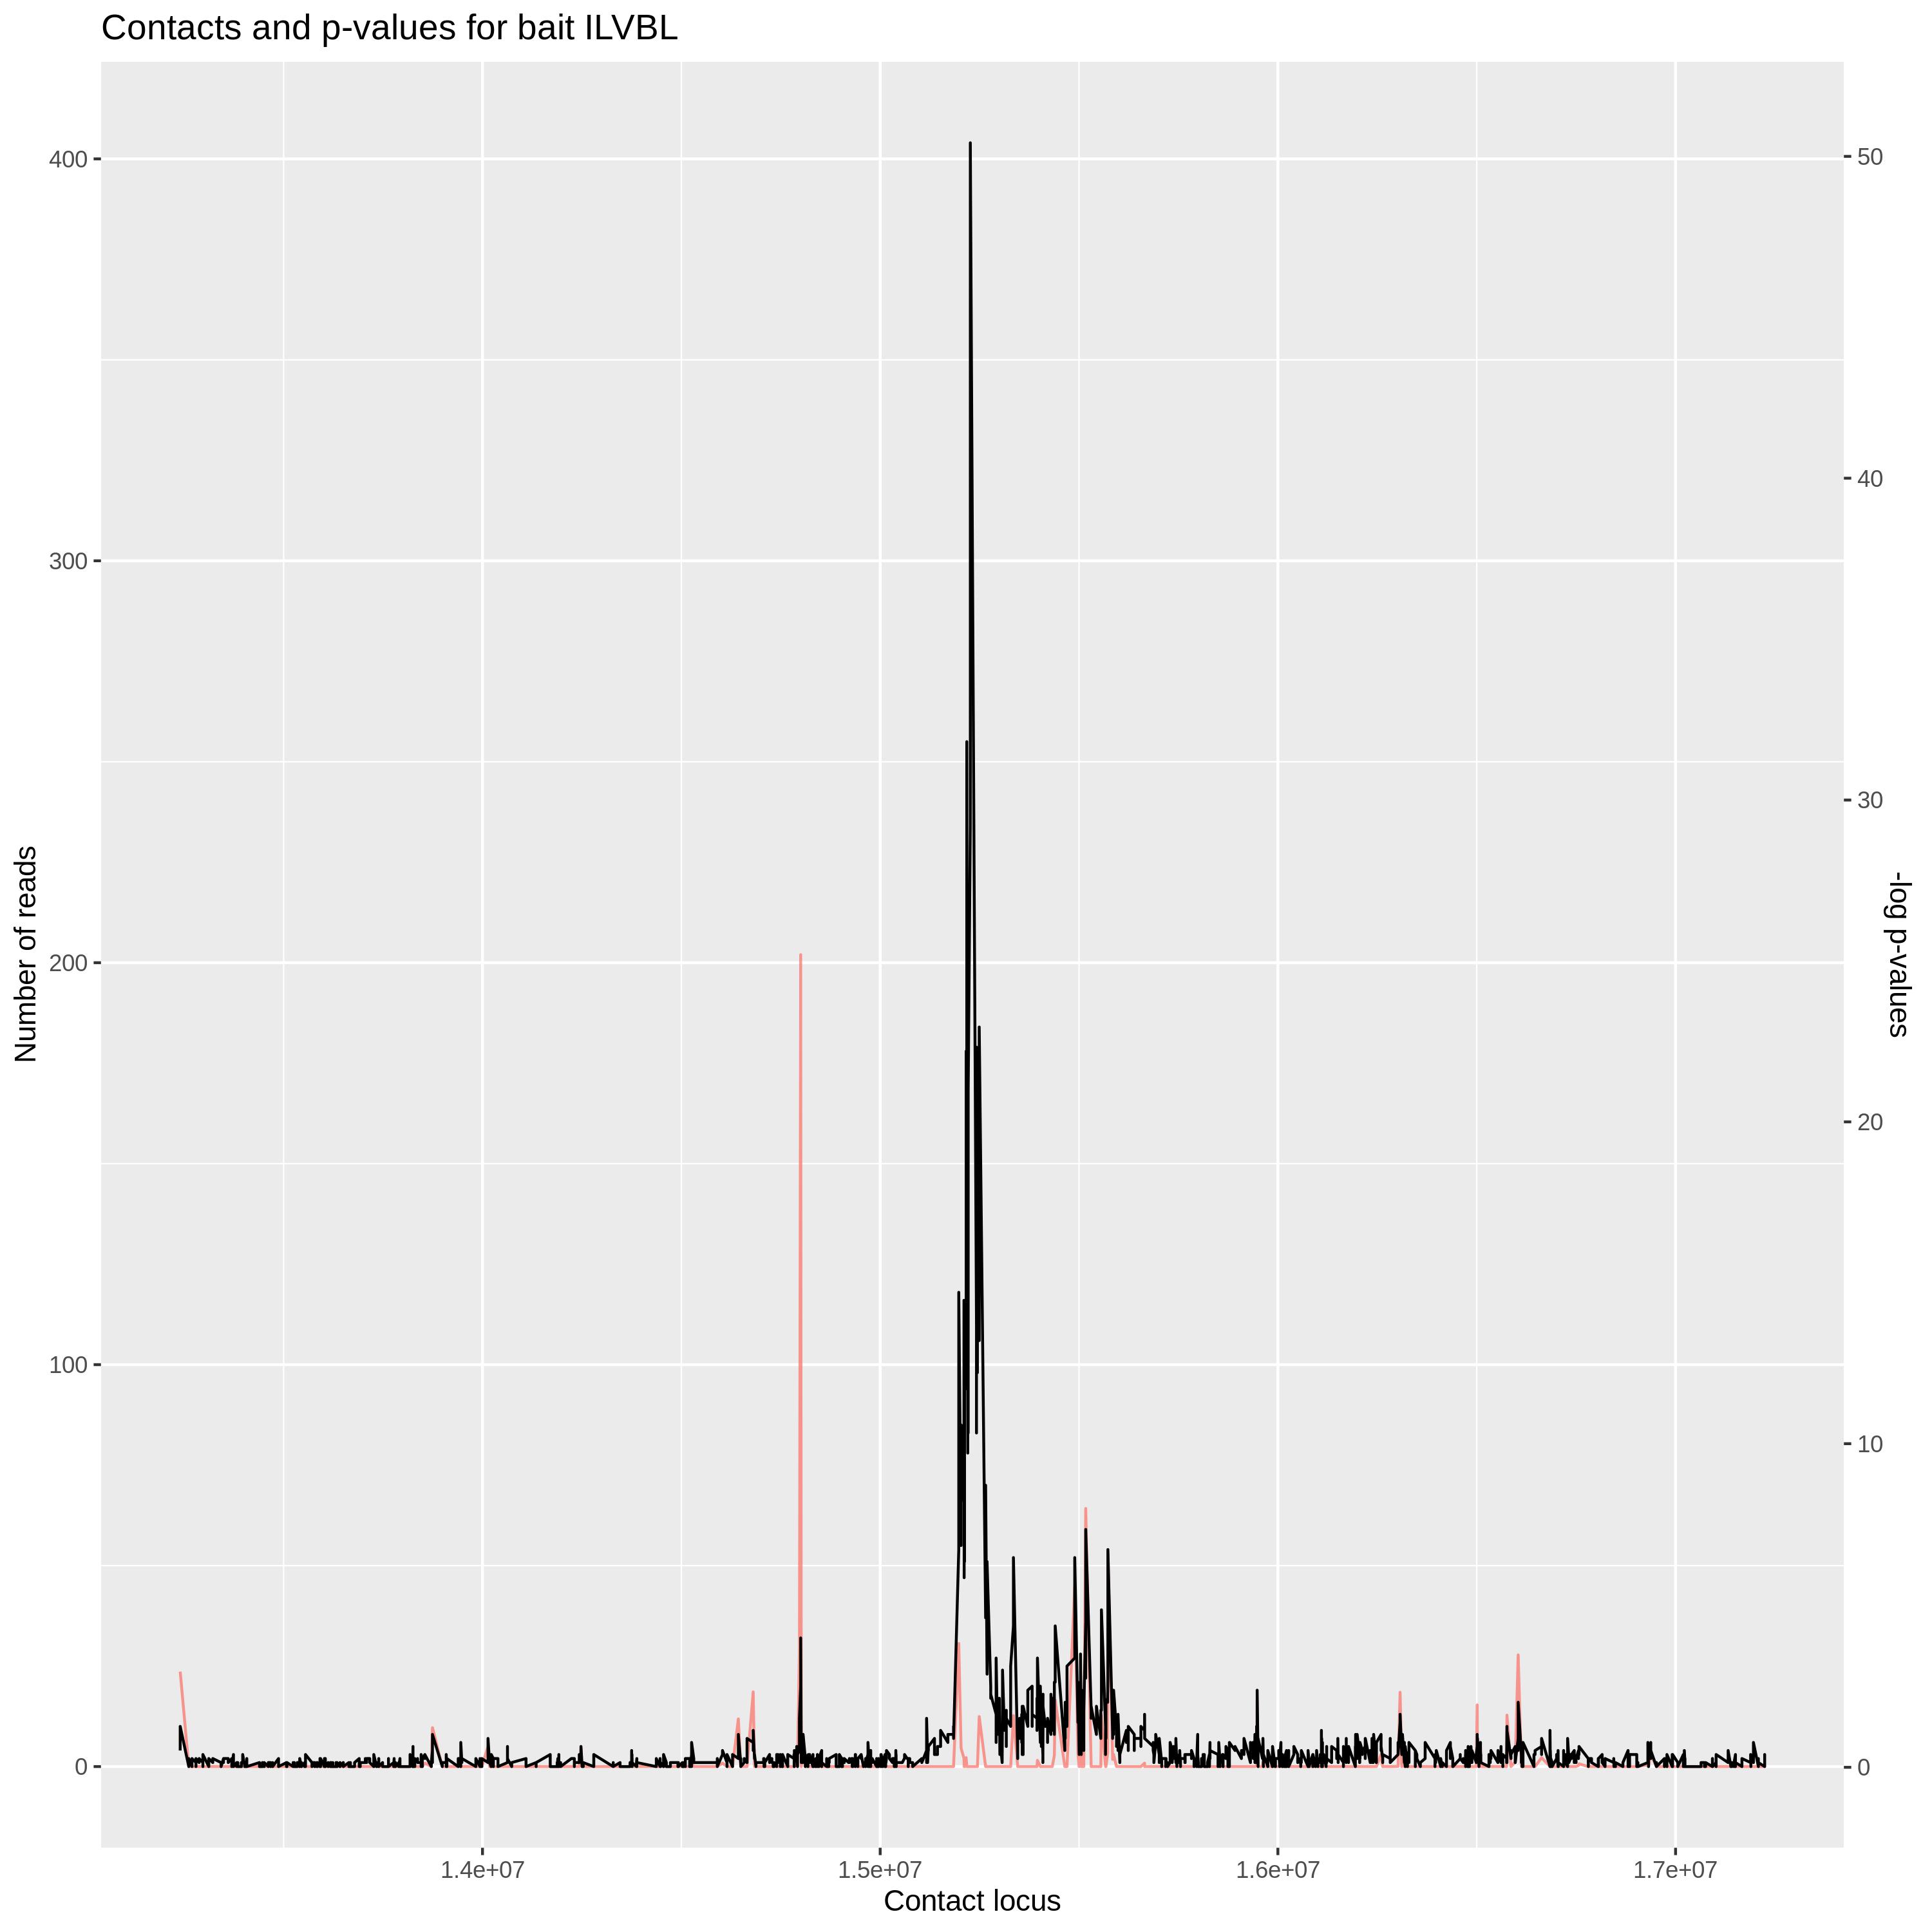 Contacts and p-values for bait ILVBL
400
300
200
100
0
Number of reads
50
40
30
20
10
0
-log p-values
1.4e+07
1.5e+07
1.6e+07
1.7e+07
Contact locus